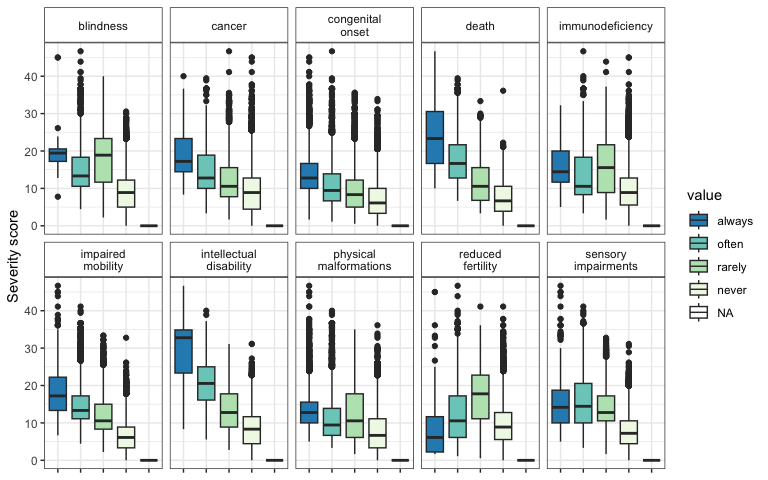 blindness
cancer
congenital
onset
death
immunodeficiency
40
30
20
10
0
impaired
mobility
intellectual
disability
physical
malformations
reduced
fertility
sensory
impairments
40
30
20
10
0
Severity score
value
always
often
rarely
never
NA